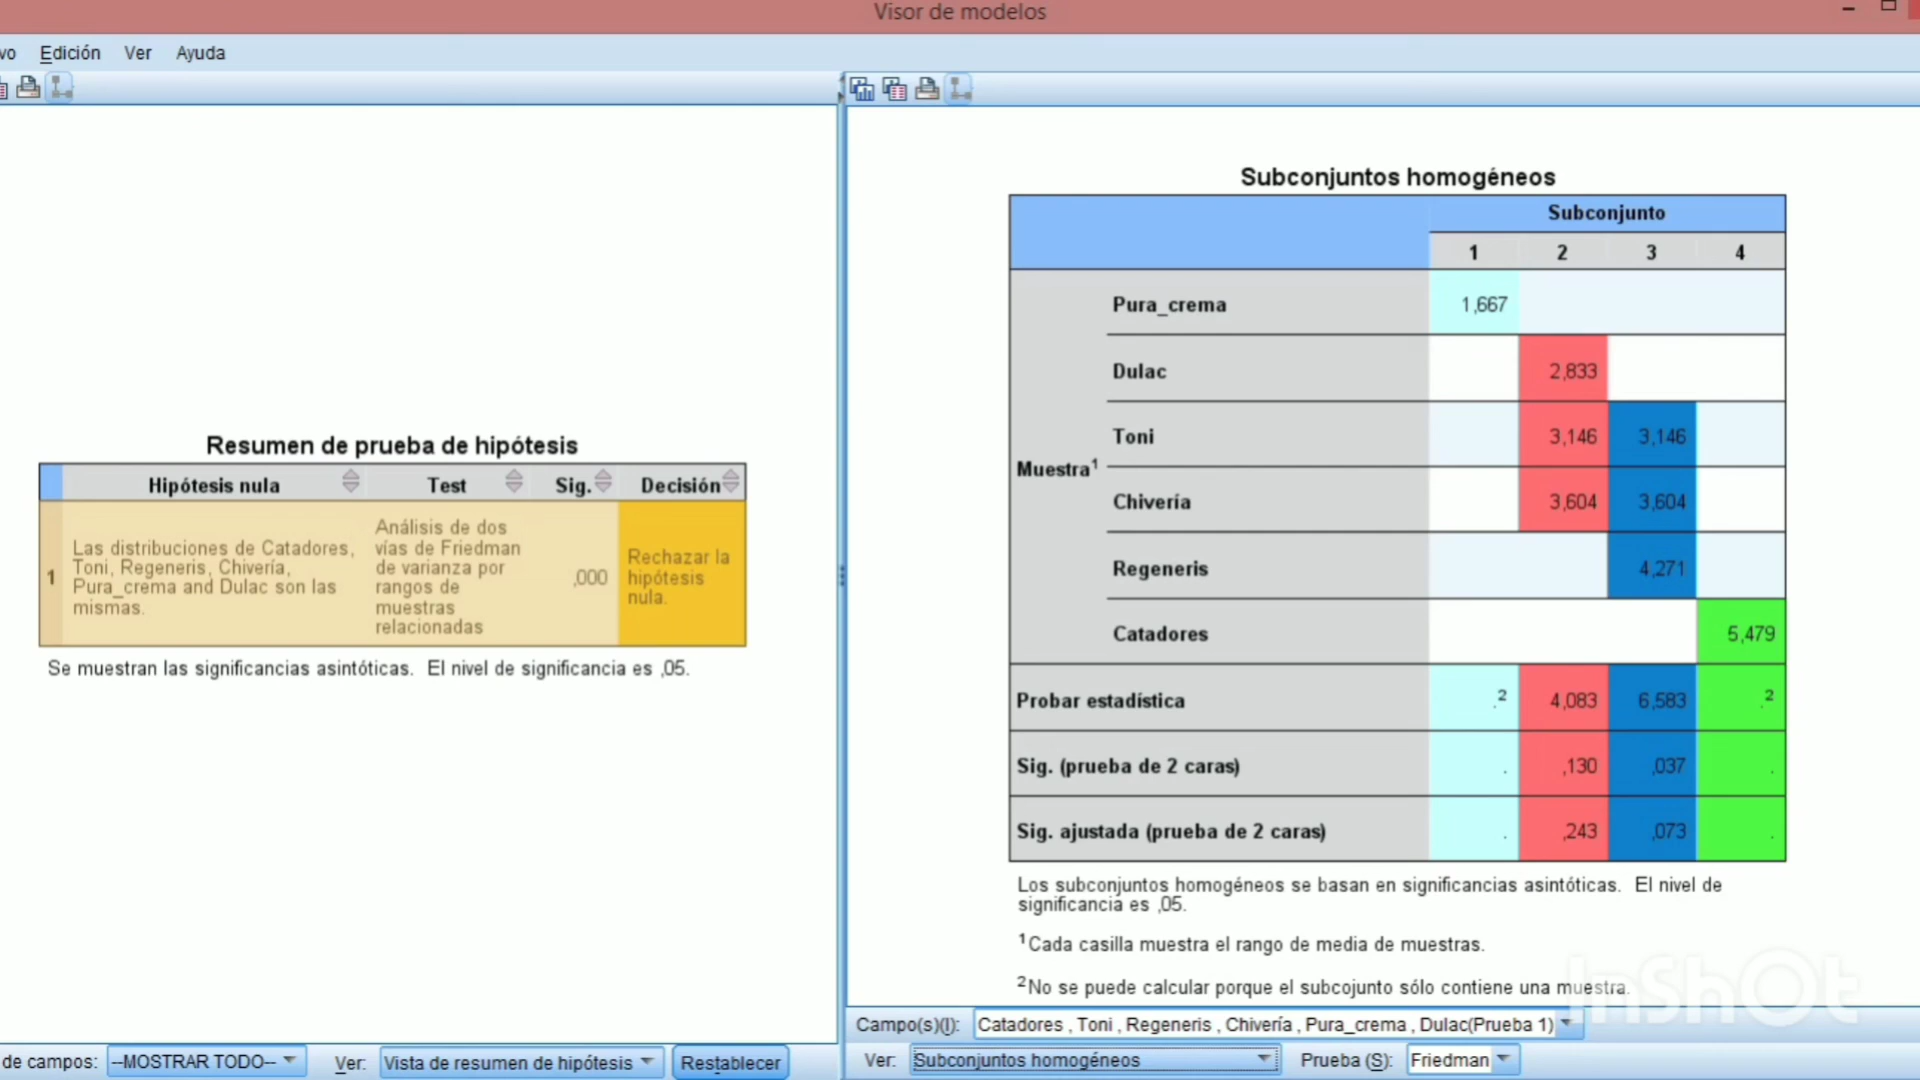 Visor de modelos
vo Edición Ver Ayuda
Resumen de prueba de hipótesis
Hipótesis nula Test Sig. Decisión
1 Las distribuciones de Catadores, Toni, Regeneris, Chivería, Pura_crema and Dulac son las mismas. Análisis de dos vías de Friedman de varianza por rangos de muestras relacionadas ,000 Rechazar la hipótesis nula.
Se muestran las significancias asintóticas. El nivel de significancia es ,05.
de campos: --MOSTRAR TODO-- Ver: Vista de resumen de hipótesis Restablecer
Subconjuntos homogéneos
Subconjunto
1 2 3 4
Muestra1
Pura_crema 1,667
Dulac 2,833
Toni 3,146 3,146
Chivería 3,604 3,604
Regeneris 4,271
Catadores 5,479
Probar estadística .2 4,083 6,583 .2
Sig. (prueba de 2 caras) . ,130 ,037 .
Sig. ajustada (prueba de 2 caras) . ,243 ,073 .
Los subconjuntos homogéneos se basan en significancias asintóticas. El nivel de
significancia es ,05.
1Cada casilla muestra el rango de media de muestras.
2No se puede calcular porque el subcojunto sólo contiene una muestra.
InShOt
Campo(s)(I): Catadores , Toni , Regeneris , Chivería , Pura_crema , Dulac(Prueba 1)
Ver: Subconjuntos homogéneos Prueba (S): Friedman